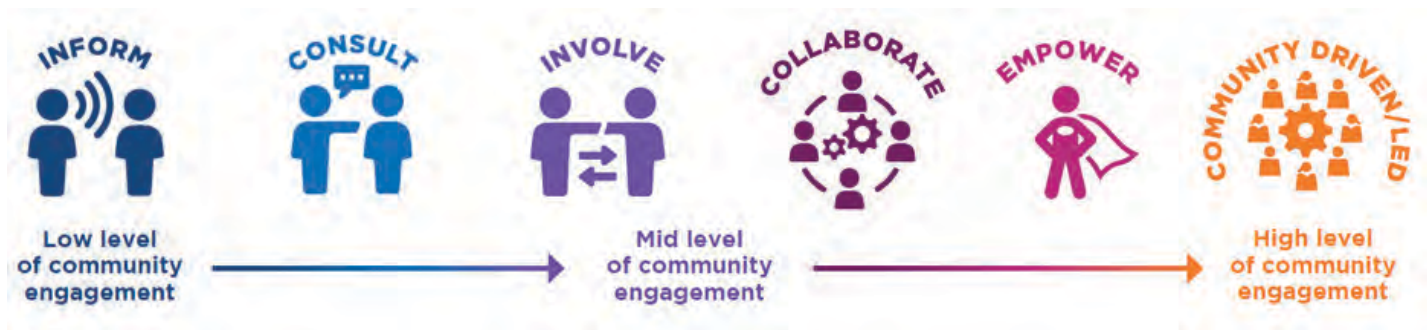 INFORM
CONSULT
INVOLVE
COLLABORATE
EMPOWER
COMMUNITY DRIVEN/LED
Low level
of community
engagement
Mid level
of community
engagement
High level
of community
engagement